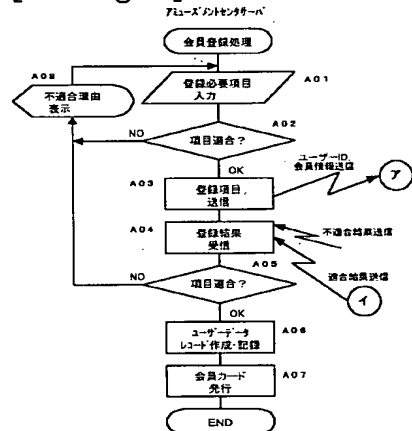 アミューズメントセンタサーバ
会員登録処理
A08
不適合理由
表示
登録必要項目
入力
A01
NO
項目適合?
A02
OK
ユーザーID、
会員情報送信
ア
A03
登録項目、
送信
A04
登録結果
受信
不適合結果送信
A05
NO
項目適合?
適合結果送信
イ
OK
ユーザーデータ
レコード作成・記録
A06
会員カード
発行
A07
END